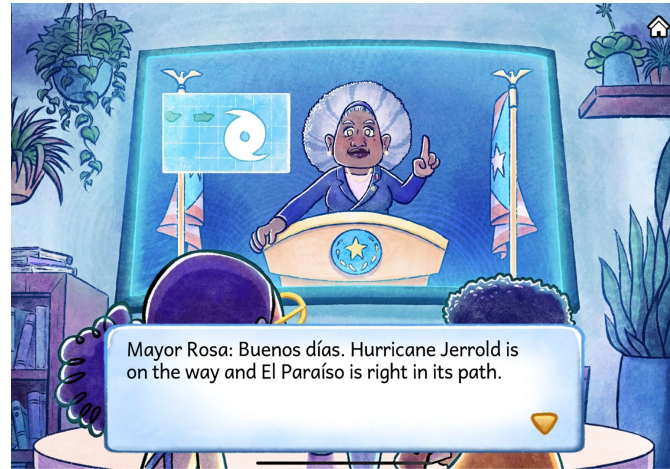 Mayor Rosa: Buenos días. Hurricane Jerrold is
on the way and El Paraíso is right in its path.